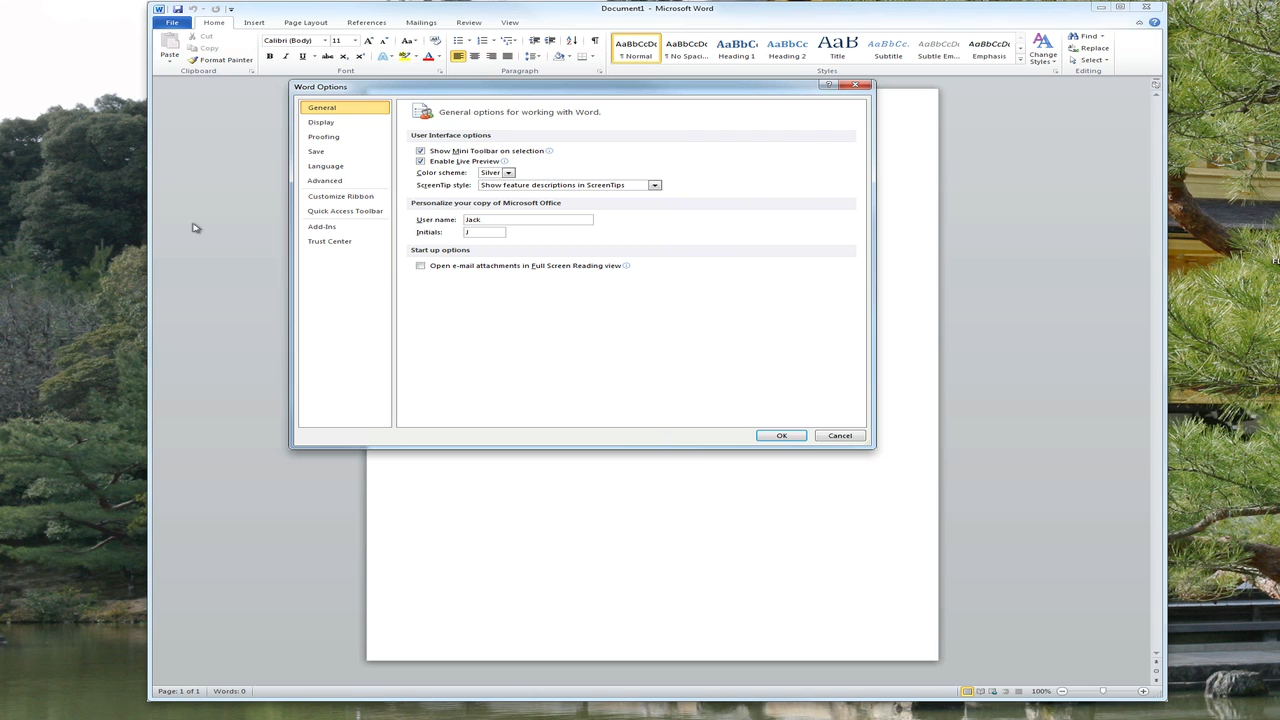 Document1 - Microsoft Word
File Home Insert Page Layout References Mailings Review View
Paste
Cut
Copy
Format Painter
Clipboard
Calibri (Body) 11
Font
Paragraph
AaBbCcDc AaBbCcDc AaBbC AaBbCc AaB AaBbCc. AaBbCcDc AaBbCcDc
¶ Normal ¶ No Spaci... Heading 1 Heading 2 Title Subtitle Subtle Em... Emphasis
Change Styles
Styles
Find
Replace
Select
Editing
Word Options
General
Display
Proofing
Save
Language
Advanced
Customize Ribbon
Quick Access Toolbar
Add-Ins
Trust Center
General options for working with Word.
User Interface options
Show Mini Toolbar on selection
Enable Live Preview
Color scheme: Silver
ScreenTip style: Show feature descriptions in ScreenTips
Personalize your copy of Microsoft Office
User name: Jack
Initials: J
Start up options
Open e-mail attachments in Full Screen Reading view
OK Cancel
Page: 1 of 1 Words: 0 100%